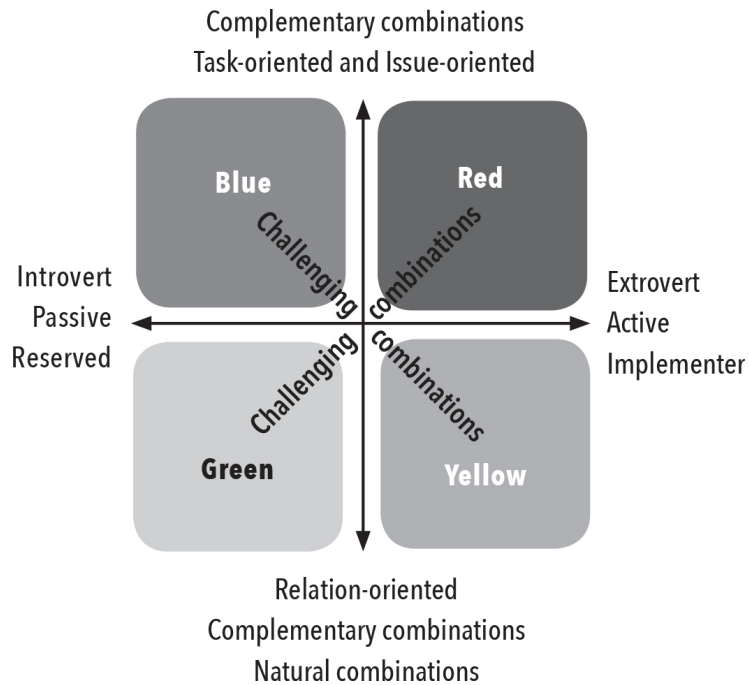 Complementary combinations
Task-oriented and Issue-oriented
Blue
Red
Challenging combinations
Introvert
Passive
Reserved
Extrovert
Active
Implementer
Challenging combinations
Green
Yellow
Relation-oriented
Complementary combinations
Natural combinations